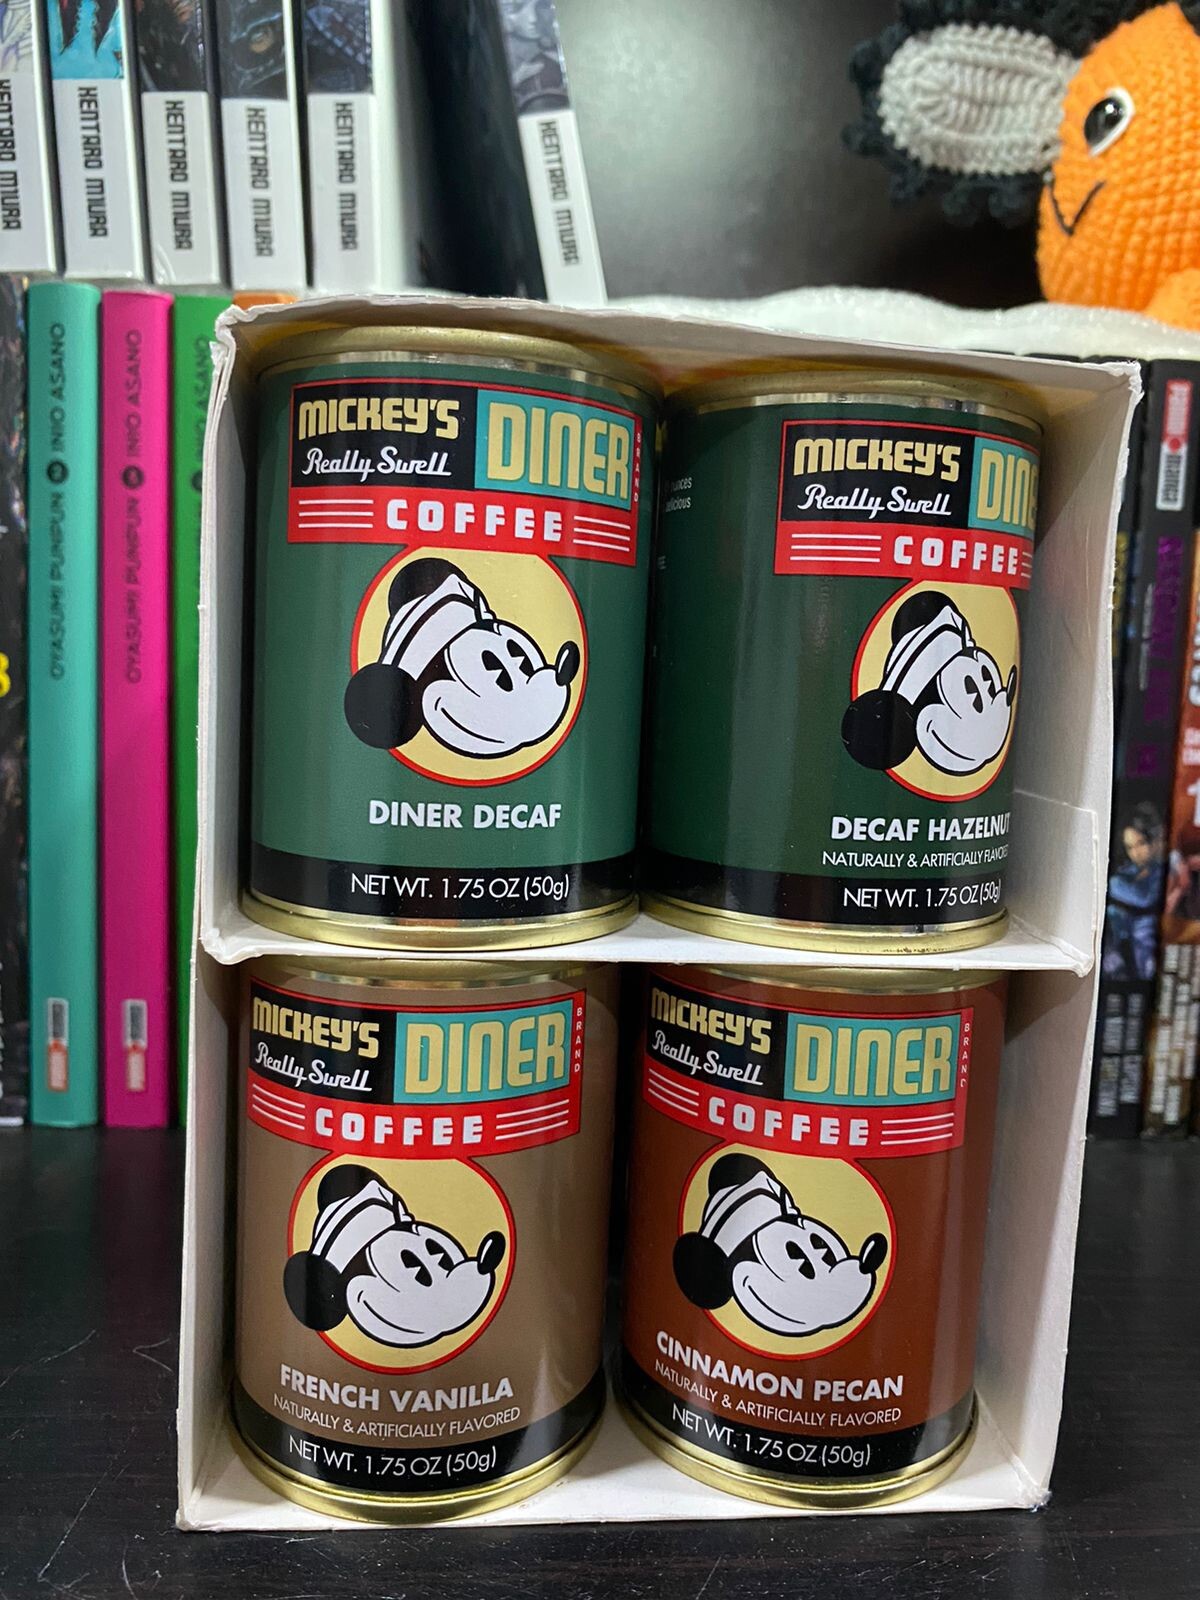 KENTARO MIURA
KENTARO MIURA
KENTARO MIURA
KENTARO MIURA
KENTARO MIURA
KENTARO MIURA
OYASUMI PUNPUN INIO ASANO
OYASUMI PUNPUN INIO ASANO
MICKEY'S
Really Swell
DINER
BRAND
COFFEE
DINER DECAF
NET WT. 1.75 OZ (50g)
MICKEY'S
Really Swell
DIN
COFFEE
DECAF HAZELNUT
NATURALLY & ARTIFICIALLY FLAVORED
NET WT. 1.75 OZ (50g)
MICKEY'S
Really Swell
DINER
BRAND
COFFEE
FRENCH VANILLA
NATURALLY & ARTIFICIALLY FLAVORED
NET WT. 1.75 OZ (50g)
MICKEY'S
Really Swell
DINER
BRAND
COFFEE
CINNAMON PECAN
NATURALLY & ARTIFICIALLY FLAVORED
NET WT. 1.75 OZ (50g)